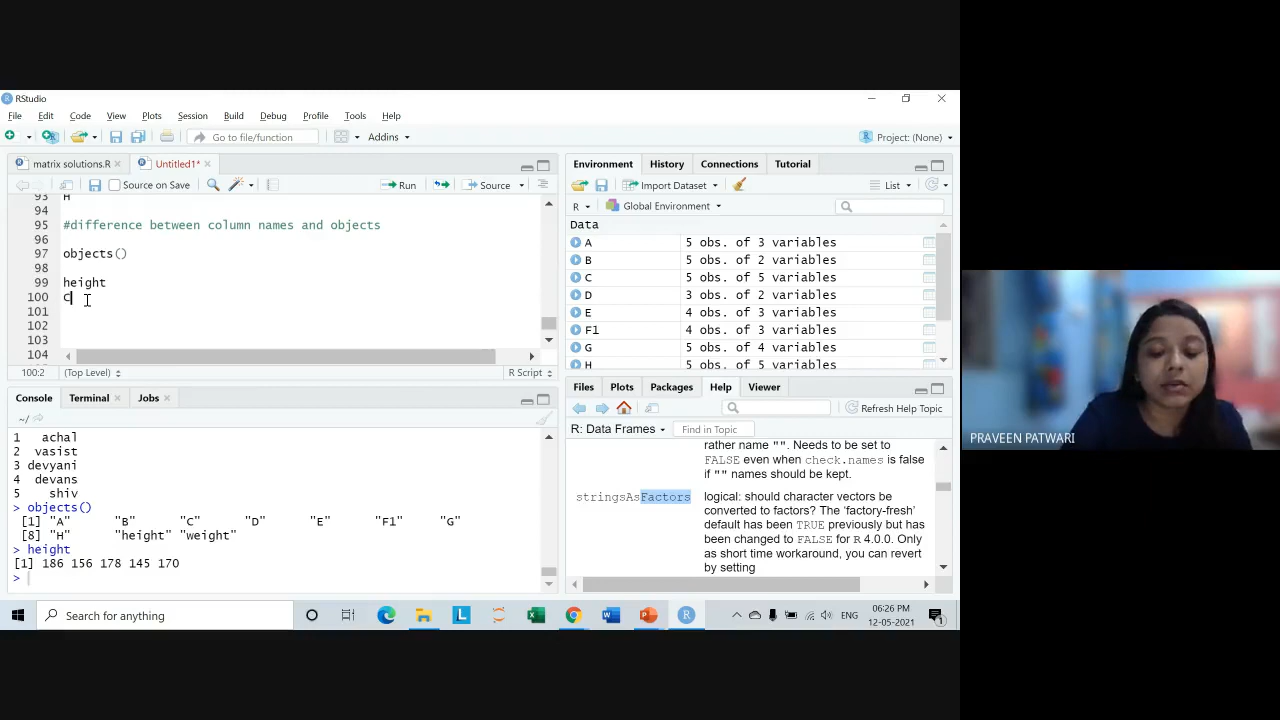 RStudio
File Edit Code View Plots Session Build Debug Profile Tools Help
Go to file/function Addins Project: (None)
matrix solutions.R Untitled1*
Source on Save Run Source
93 H
94
95 #difference between column names and objects
96
97 objects()
98
99 height
100 C
101
102
103
104
100:2 (Top Level) R Script
Console Terminal Jobs
~/
1 achal
2 vasist
3 devyani
4 devans
5 shiv
> objects()
[1] "A" "B" "C" "D" "E" "F1" "G"
[8] "H" "height" "weight"
> height
[1] 186 156 178 145 170
>
Environment History Connections Tutorial
Import Dataset List
R Global Environment
Data
A 5 obs. of 3 variables
B 5 obs. of 2 variables
C 5 obs. of 5 variables
D 3 obs. of 2 variables
E 4 obs. of 3 variables
F1 4 obs. of 3 variables
G 5 obs. of 4 variables
H 5 obs. of 5 variables
Files Plots Packages Help Viewer
Refresh Help Topic
R: Data Frames Find in Topic
rather name "". Needs to be set to
FALSE even when check.names is false
if "" names should be kept.
stringsAsFactors logical: should character vectors be
converted to factors? The ‘factory-fresh’
default has been TRUE previously but has
been changed to FALSE for R 4.0.0. Only
as short time workaround, you can revert
by setting
PRAVEEN PATWARI
Search for anything
ENG
06:26 PM
12-05-2021